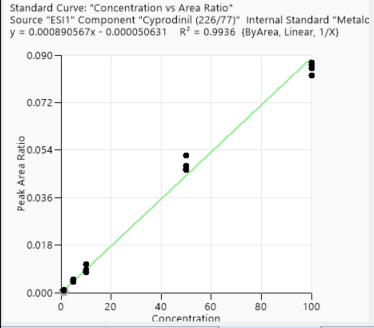 Standard Curve: "Concentration vs Area Ratio"
Source "ESI1" Component "Cyprodinil (226/77)" Internal Standard "Metalc
y = 0.000890567x - 0.000050631 R² = 0.9936 (ByArea, Linear, 1/X)
0.090
0.072
0.054
0.036
0.018
0.000
Peak Area Ratio
0 20 40 60 80 100
Concentration